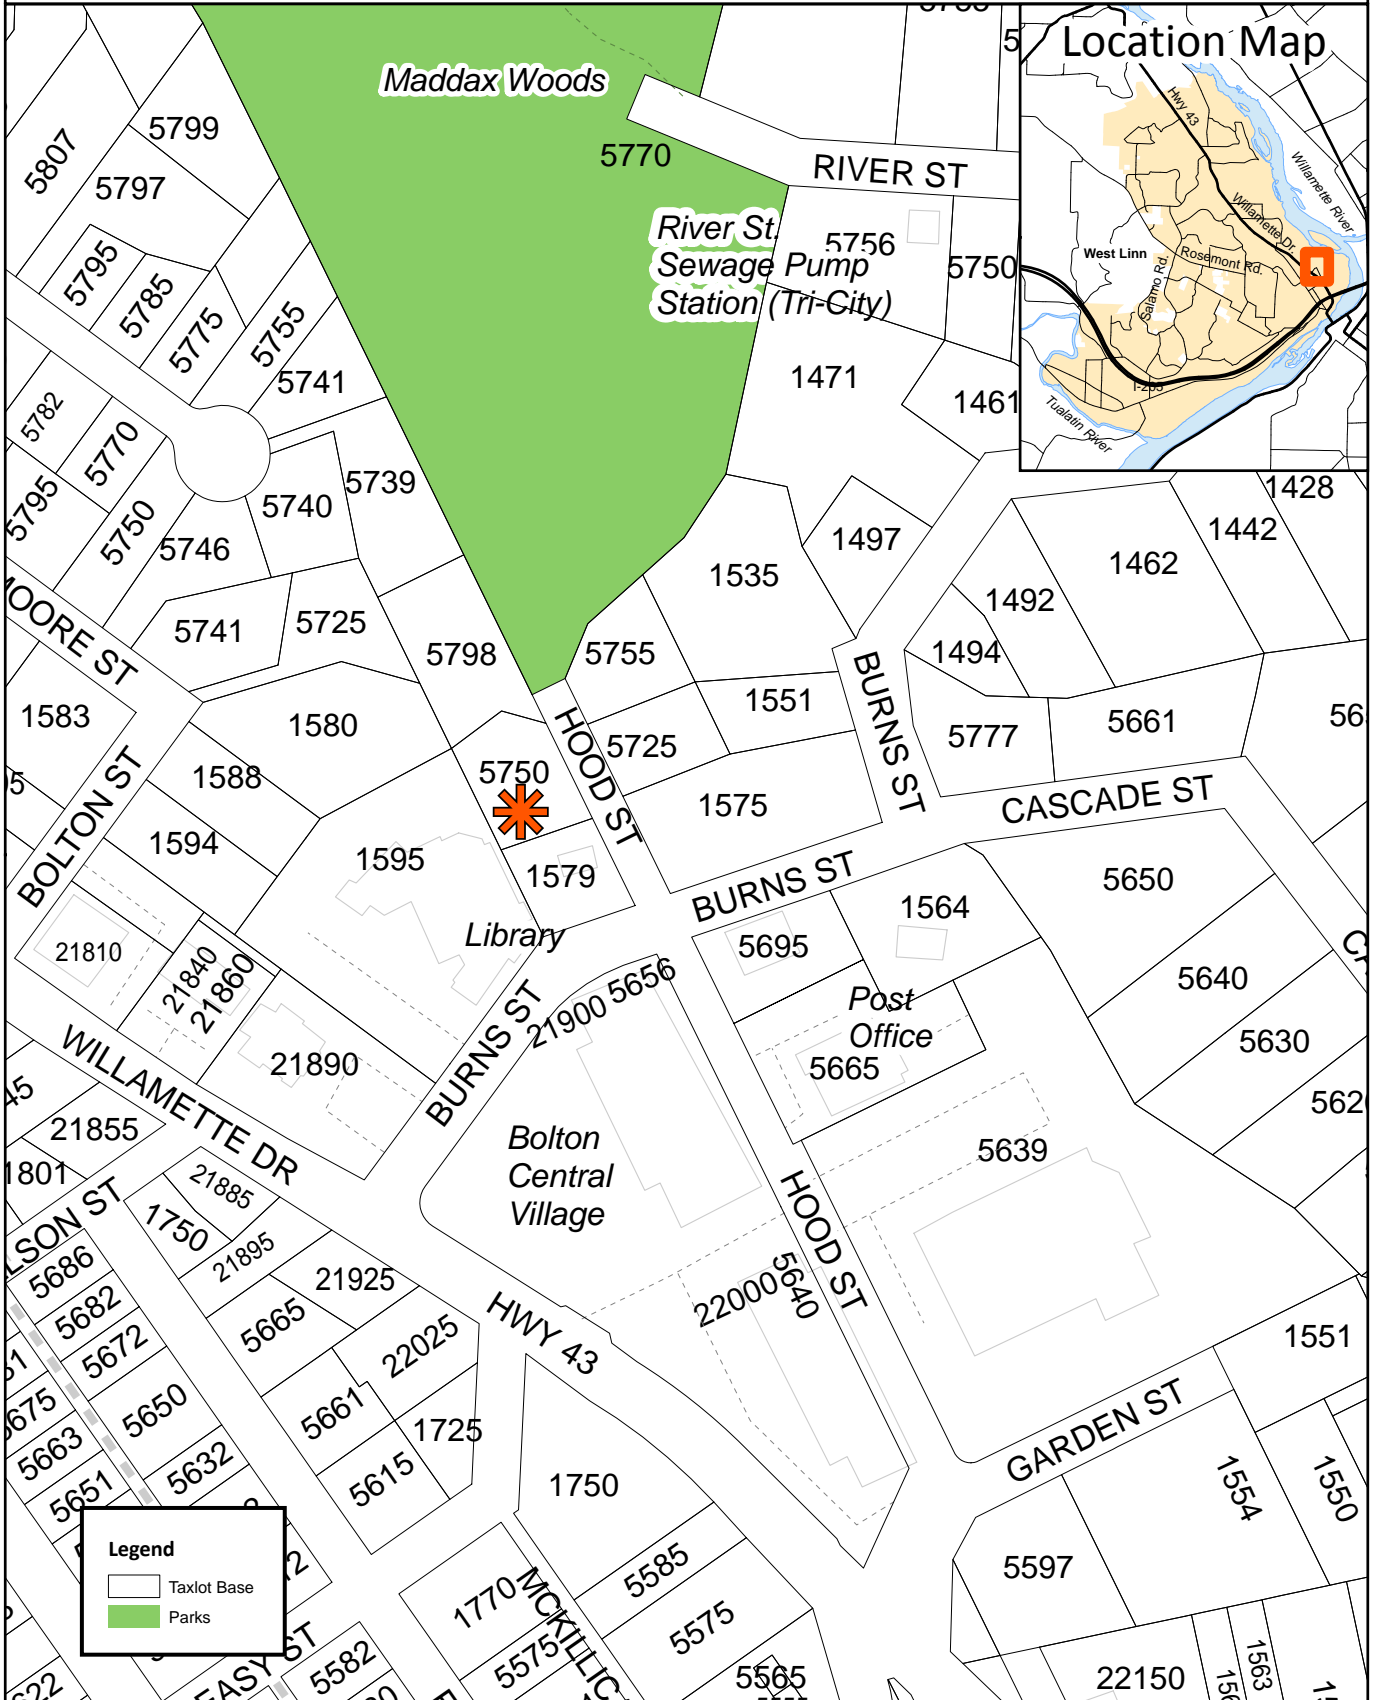 Location Map
Hwy 43
Willamette River
Willamette Dr.
West Linn
Rosemont Rd.
Salamo Rd.
I-205
Tualatin River
Maddax Woods
5799
5807
5770
RIVER ST
5797
River St.
Sewage Pump
Station (Tri-City)
5756
5750
5795
5785
5775
5755
5741
1471
1461
5782
5770
5795
5750
5746
5740
5739
1428
1442
1497
1462
1535
1492
1494
5741
5725
5798
5755
MOORE ST
1583
1580
1551
BURNS ST
5777
5661
HOOD ST
5725
5750
1588
1575
CASCADE ST
BOLTON ST
1594
1595
1579
BURNS ST
5650
1564
5695
Library
21810
21840
21860
5656
21900
Post
Office
5640
5665
5630
21890
BURNS ST
WILLAMETTE DR
21855
Bolton
Central
Village
5639
HOOD ST
21885
1750
21895
21925
5686
5682
5672
5665
22025
HWY 43
22000
5640
1551
5650
5661
1725
GARDEN ST
5675
5663
5651
5632
5615
1750
1554
1550
5597
Legend
Taxlot Base
Parks
1770
5585
5575
5575
5565
EASY ST
5582
22150
1563